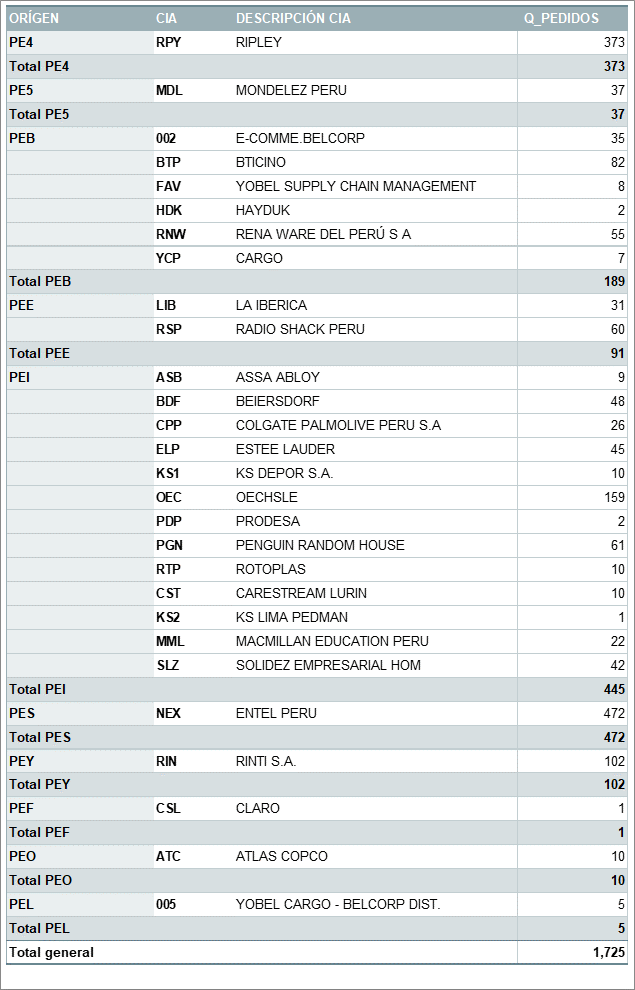 ORÍGEN CIA DESCRIPCIÓN CIA Q_PEDIDOS
PE4 RPY RIPLEY 373
Total PE4 373
PE5 MDL MONDELEZ PERU 37
Total PE5 37
PEB 002 E-COMME.BELCORP 35
BTP BTICINO 82
FAV YOBEL SUPPLY CHAIN MANAGEMENT 8
HDK HAYDUK 2
RNW RENA WARE DEL PERÚ S A 55
YCP CARGO 7
Total PEB 189
PEE LIB LA IBERICA 31
RSP RADIO SHACK PERU 60
Total PEE 91
PEI ASB ASSA ABLOY 9
BDF BEIERSDORF 48
CPP COLGATE PALMOLIVE PERU S.A 26
ELP ESTEE LAUDER 45
KS1 KS DEPOR S.A. 10
OEC OECHSLE 159
PDP PRODESA 2
PGN PENGUIN RANDOM HOUSE 61
RTP ROTOPLAS 10
CST CARESTREAM LURIN 10
KS2 KS LIMA PEDMAN 1
MML MACMILLAN EDUCATION PERU 22
SLZ SOLIDEZ EMPRESARIAL HOM 42
Total PEI 445
PES NEX ENTEL PERU 472
Total PES 472
PEY RIN RINTI S.A. 102
Total PEY 102
PEF CSL CLARO 1
Total PEF 1
PEO ATC ATLAS COPCO 10
Total PEO 10
PEL 005 YOBEL CARGO - BELCORP DIST. 5
Total PEL 5
Total general 1,725